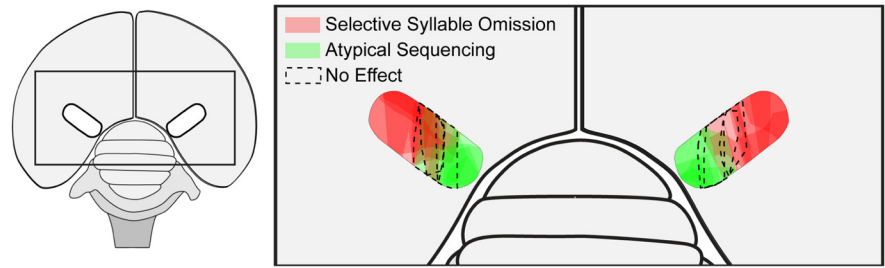 Selective Syllable Omission
Atypical Sequencing
No Effect